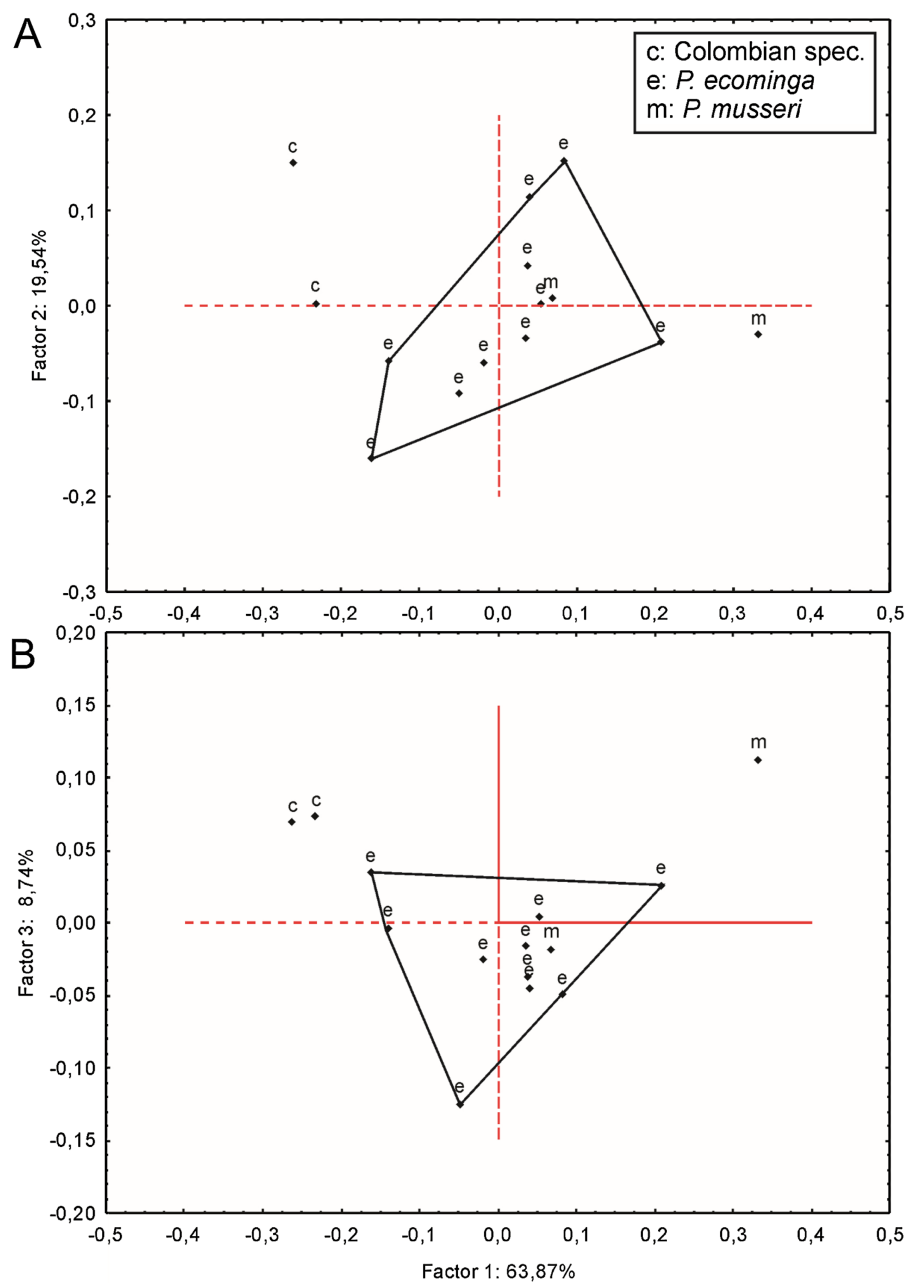 A
0,3
c: Colombian spec.
e: P. ecominga
m: P. musseri
0,2
e
c
e
0,1
e
m
e
c
0,0
e
m
e
e
e
e
-0,1
e
-0,2
-0,3
Factor 2: 19,54%
-0,5 -0,4 -0,3 -0,2 -0,1 0,0 0,1 0,2 0,3 0,4 0,5
B
0,20
0,15
m
0,10
c c
0,05
e e
e
e
0,00
e m
e
e
e
e
-0,05
-0,10
e
-0,15
-0,20
Factor 3: 8,74%
-0,5 -0,4 -0,3 -0,2 -0,1 0,0 0,1 0,2 0,3 0,4 0,5
Factor 1: 63,87%